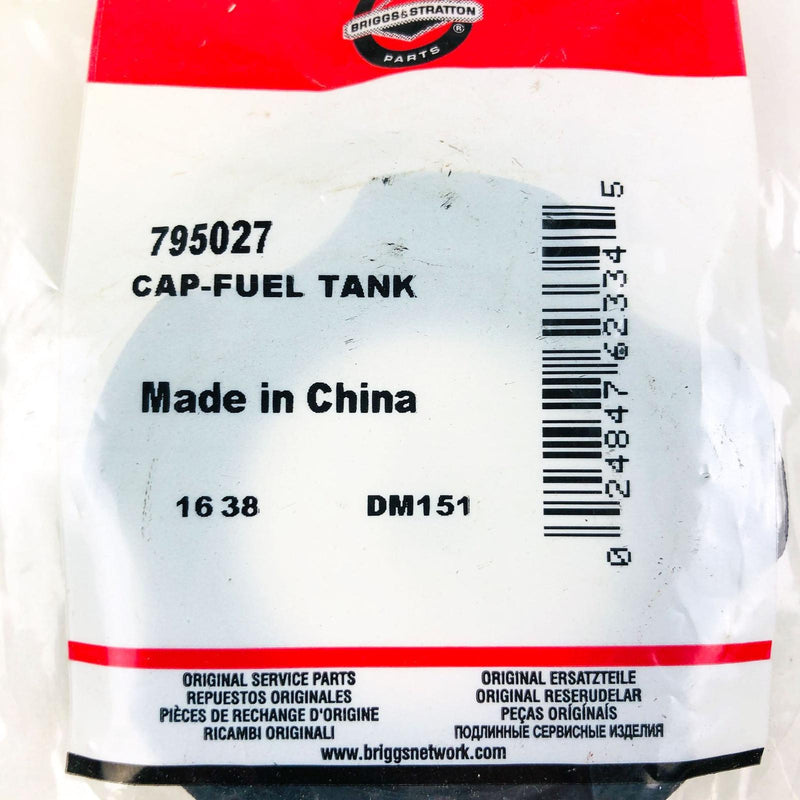 BRIGGS&STRATTON
®
PARTS
795027
CAP-FUEL TANK
Made in China
16 38 DM151
0 24847 62334 5
ORIGINAL SERVICE PARTS
REPUESTOS ORIGINALES
PIÈCES DE RECHANGE D'ORIGINE
RICAMBI ORIGINALI
ORIGINAL ERSATZTEILE
ORIGINAL RESERUDELAR
PEÇAS ORÍGÍNAÍS
ПОДЛИННЫЕ СЕРВИСНЫЕ ИЗДЕЛИЯ
www.briggsnetwork.com